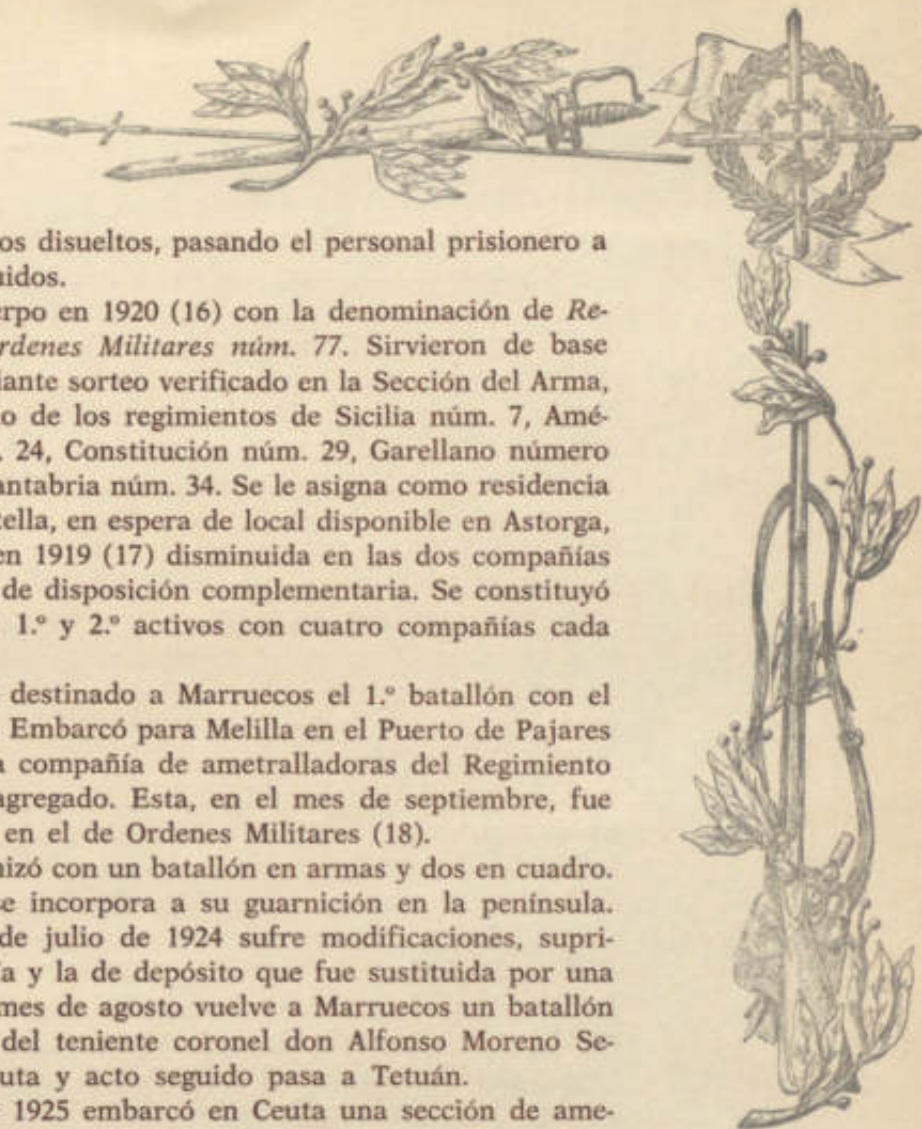 os disueltos, pasando el personal prisionero a
uidos.
erpo en 1920 (16) con la denominación de Re-
rdenes Militares núm. 77. Sirvieron de base
iante sorteo verificado en la Sección del Arma,
o de los regimientos de Sicilia núm. 7, Amé-
. 24, Constitución núm. 29, Garellano número
antabria núm. 34. Se le asigna como residencia
tella, en espera de local disponible en Astorga,
en 1919 (17) disminuida en las dos compañías
de disposición complementaria. Se constituyó
1.º y 2.º activos con cuatro compañías cada
destinado a Marruecos el 1.º batallón con el
Embarcó para Melilla en el Puerto de Pajares
a compañía de ametralladoras del Regimiento
agregado. Esta, en el mes de septiembre, fue
en el de Ordenes Militares (18).
nizó con un batallón en armas y dos en cuadro.
se incorpora a su guarnición en la península.
de julio de 1924 sufre modificaciones, supri-
ía y la de depósito que fue sustituida por una
mes de agosto vuelve a Marruecos un batallón
del teniente coronel don Alfonso Moreno Se-
uta y acto seguido pasa a Tetuán.
1925 embarcó en Ceuta una sección de ame-